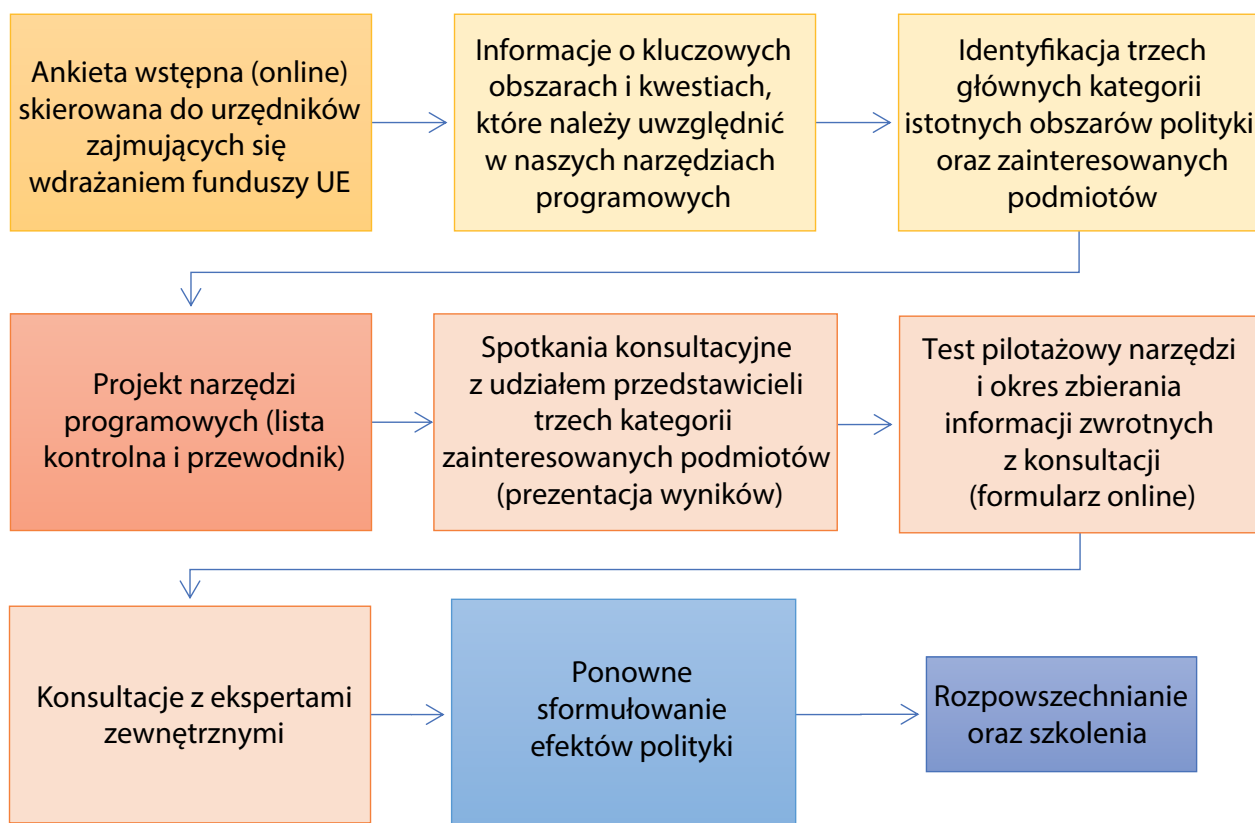 Ankieta wstępna (online)
skierowana do urzędników
zajmujących się
wdrażaniem funduszy UE
Informacje o kluczowych
obszarach i kwestiach,
które należy uwzględnić
w naszych narzędziach
programowych
Identyfikacja trzech
głównych kategorii
istotnych obszarów polityki
oraz zainteresowanych
podmiotów
Projekt narzędzi
programowych (lista
kontrolna i przewodnik)
Spotkania konsultacyjne
z udziałem przedstawicieli
trzech kategorii
zainteresowanych podmiotów
(prezentacja wyników)
Test pilotażowy narzędzi
i okres zbierania
informacji zwrotnych
z konsultacji
(formularz online)
Konsultacje z ekspertami
zewnętrznymi
Ponowne
sformułowanie
efektów polityki
Rozpowszechnianie
oraz szkolenia